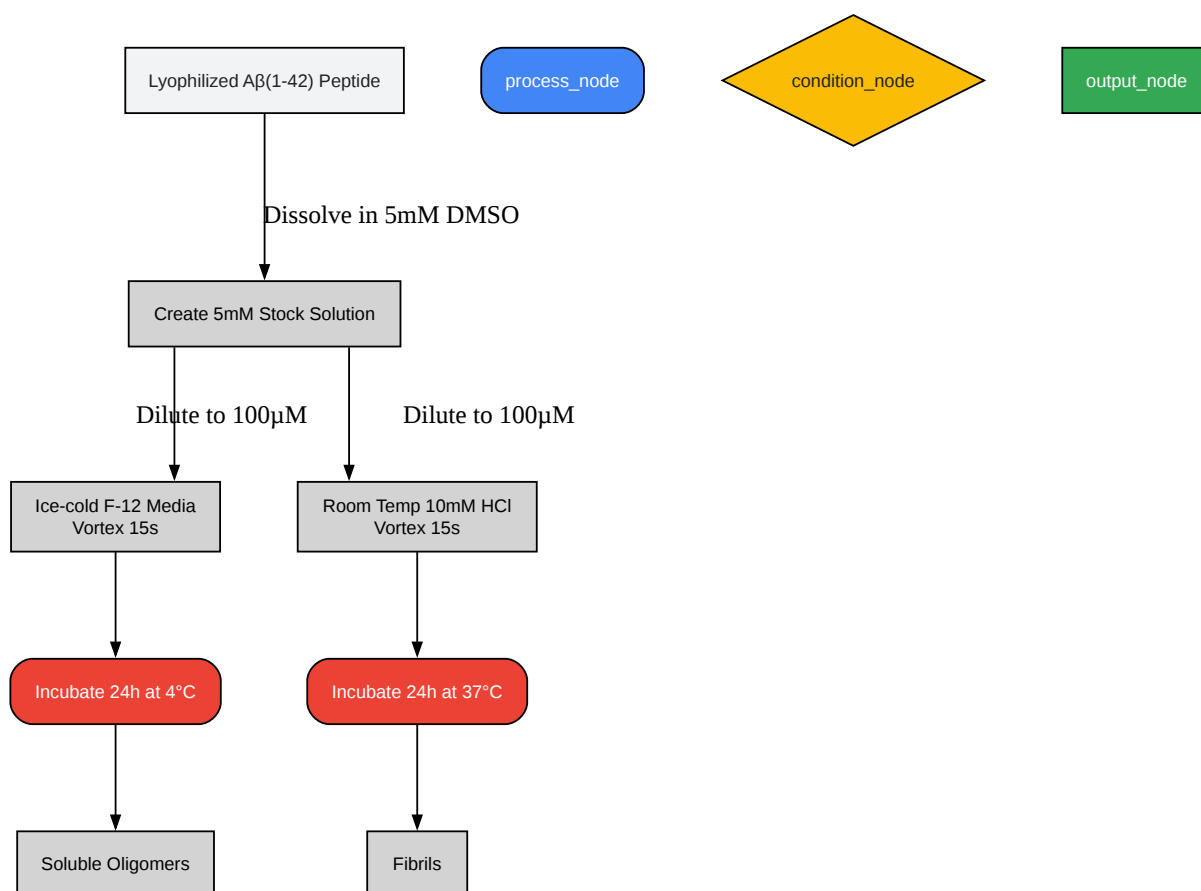 Lyophilized Aβ(1-42) Peptide
process_node
condition_node
output_node
Dissolve in 5mM DMSO
Create 5mM Stock Solution
Dilute to 100µM
Dilute to 100µM
Ice-cold F-12 Media
Vortex 15s
Room Temp 10mM HCl
Vortex 15s
Incubate 24h at 4°C
Incubate 24h at 37°C
Soluble Oligomers
Fibrils